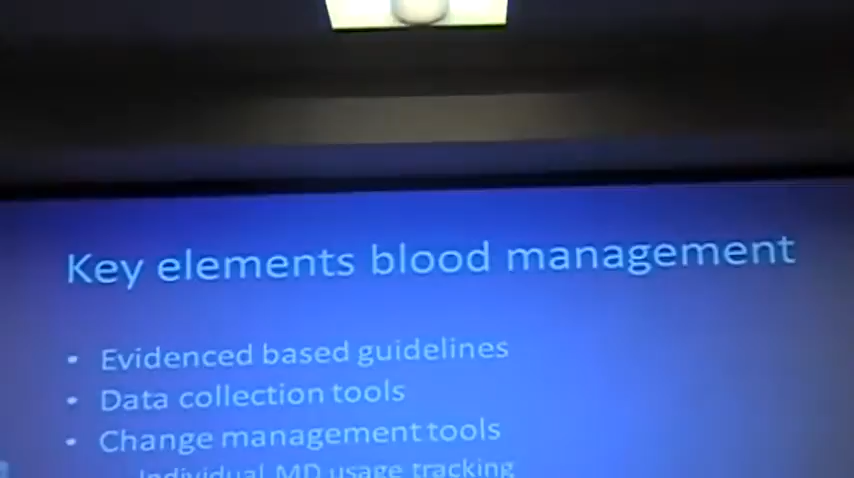 Key elements blood management
• Evidenced based guidelines
• Data collection tools
• Change management tools
Individual MD usage tracking